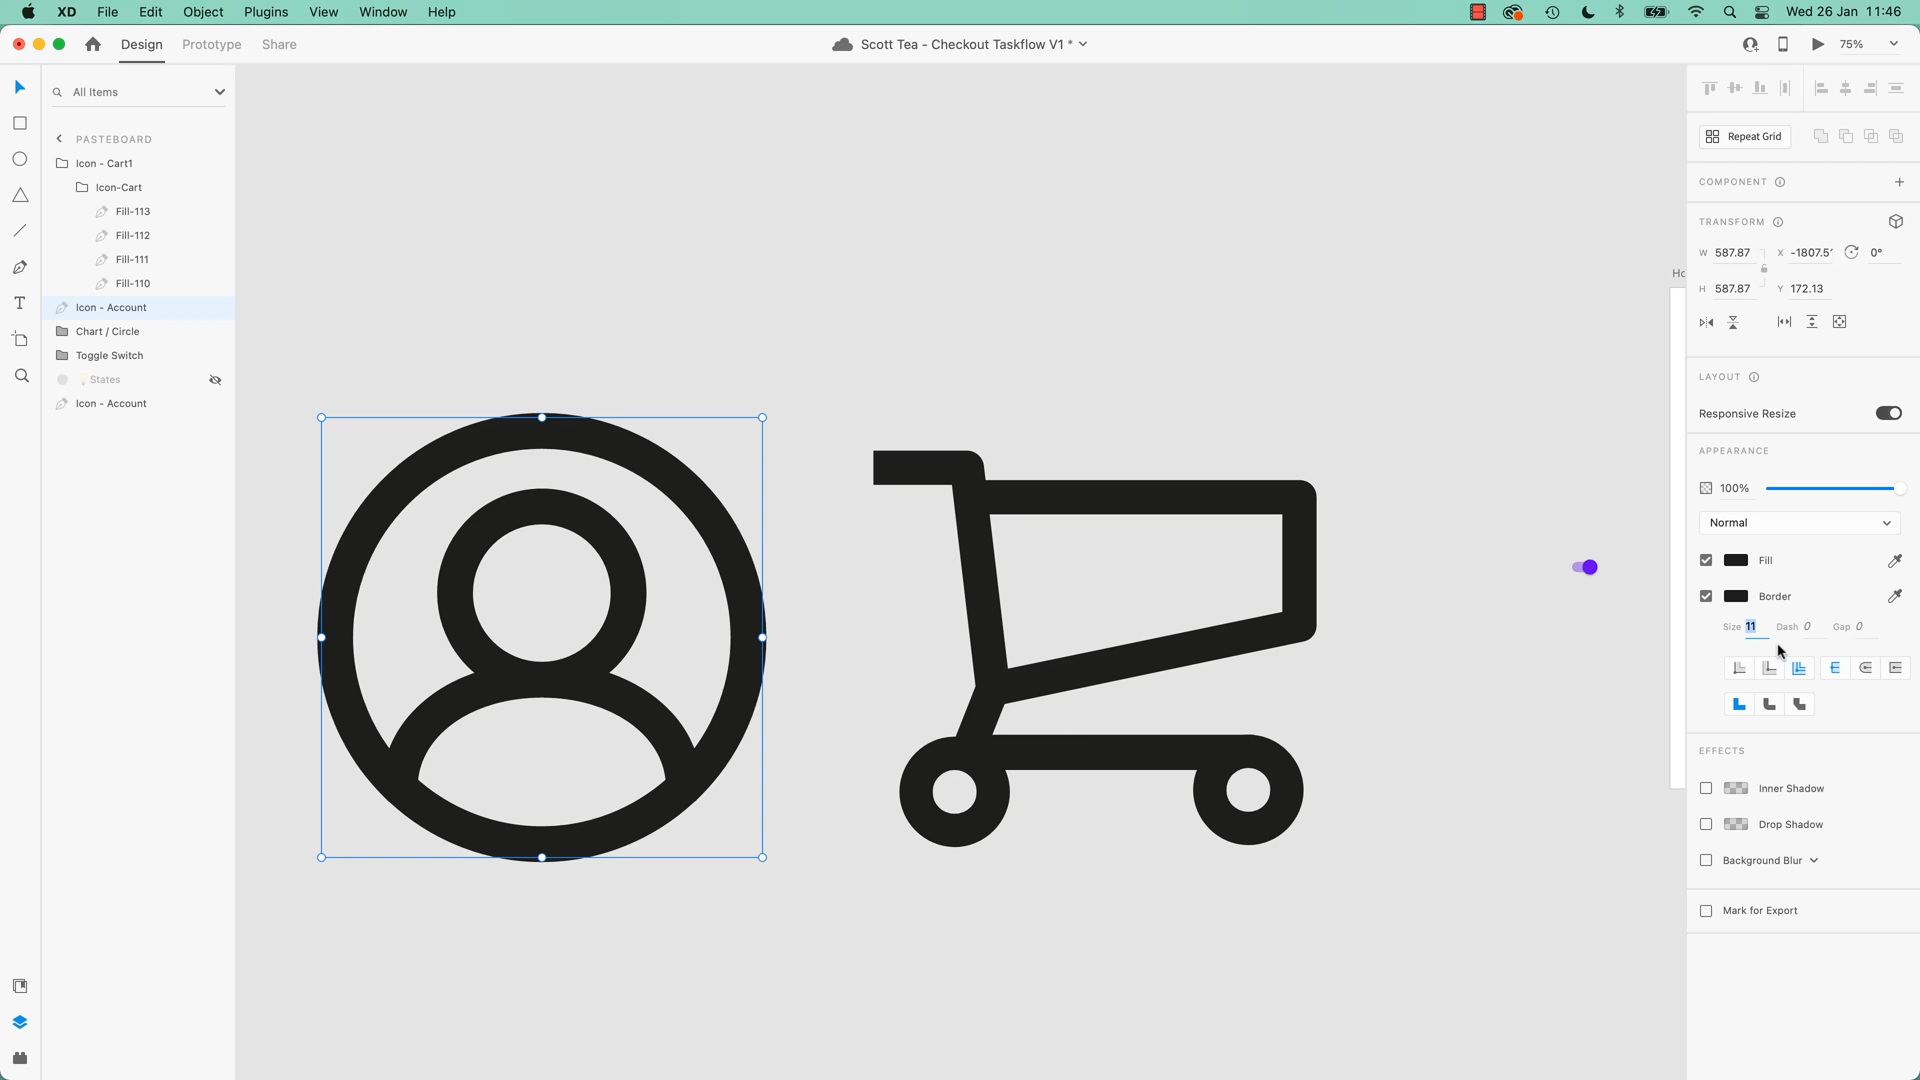 XD File Edit Object Plugins View Window Help Wed 26 Jan 11:46
Design Prototype Share Scott Tea - Checkout Taskflow V1 * 75%
All Items
PASTEBOARD
Icon - Cart1
Icon-Cart
Fill-113
Fill-112
Fill-111
Fill-110
Icon - Account
Chart / Circle
Toggle Switch
States
Icon - Account
Ho
Repeat Grid
COMPONENT
TRANSFORM
W 587.87 X -1807.5 0°
H 587.87 Y 172.13
LAYOUT
Responsive Resize
APPEARANCE
100%
Normal
Fill
Border
Size 11 Dash 0 Gap 0
EFFECTS
Inner Shadow
Drop Shadow
Background Blur
Mark for Export